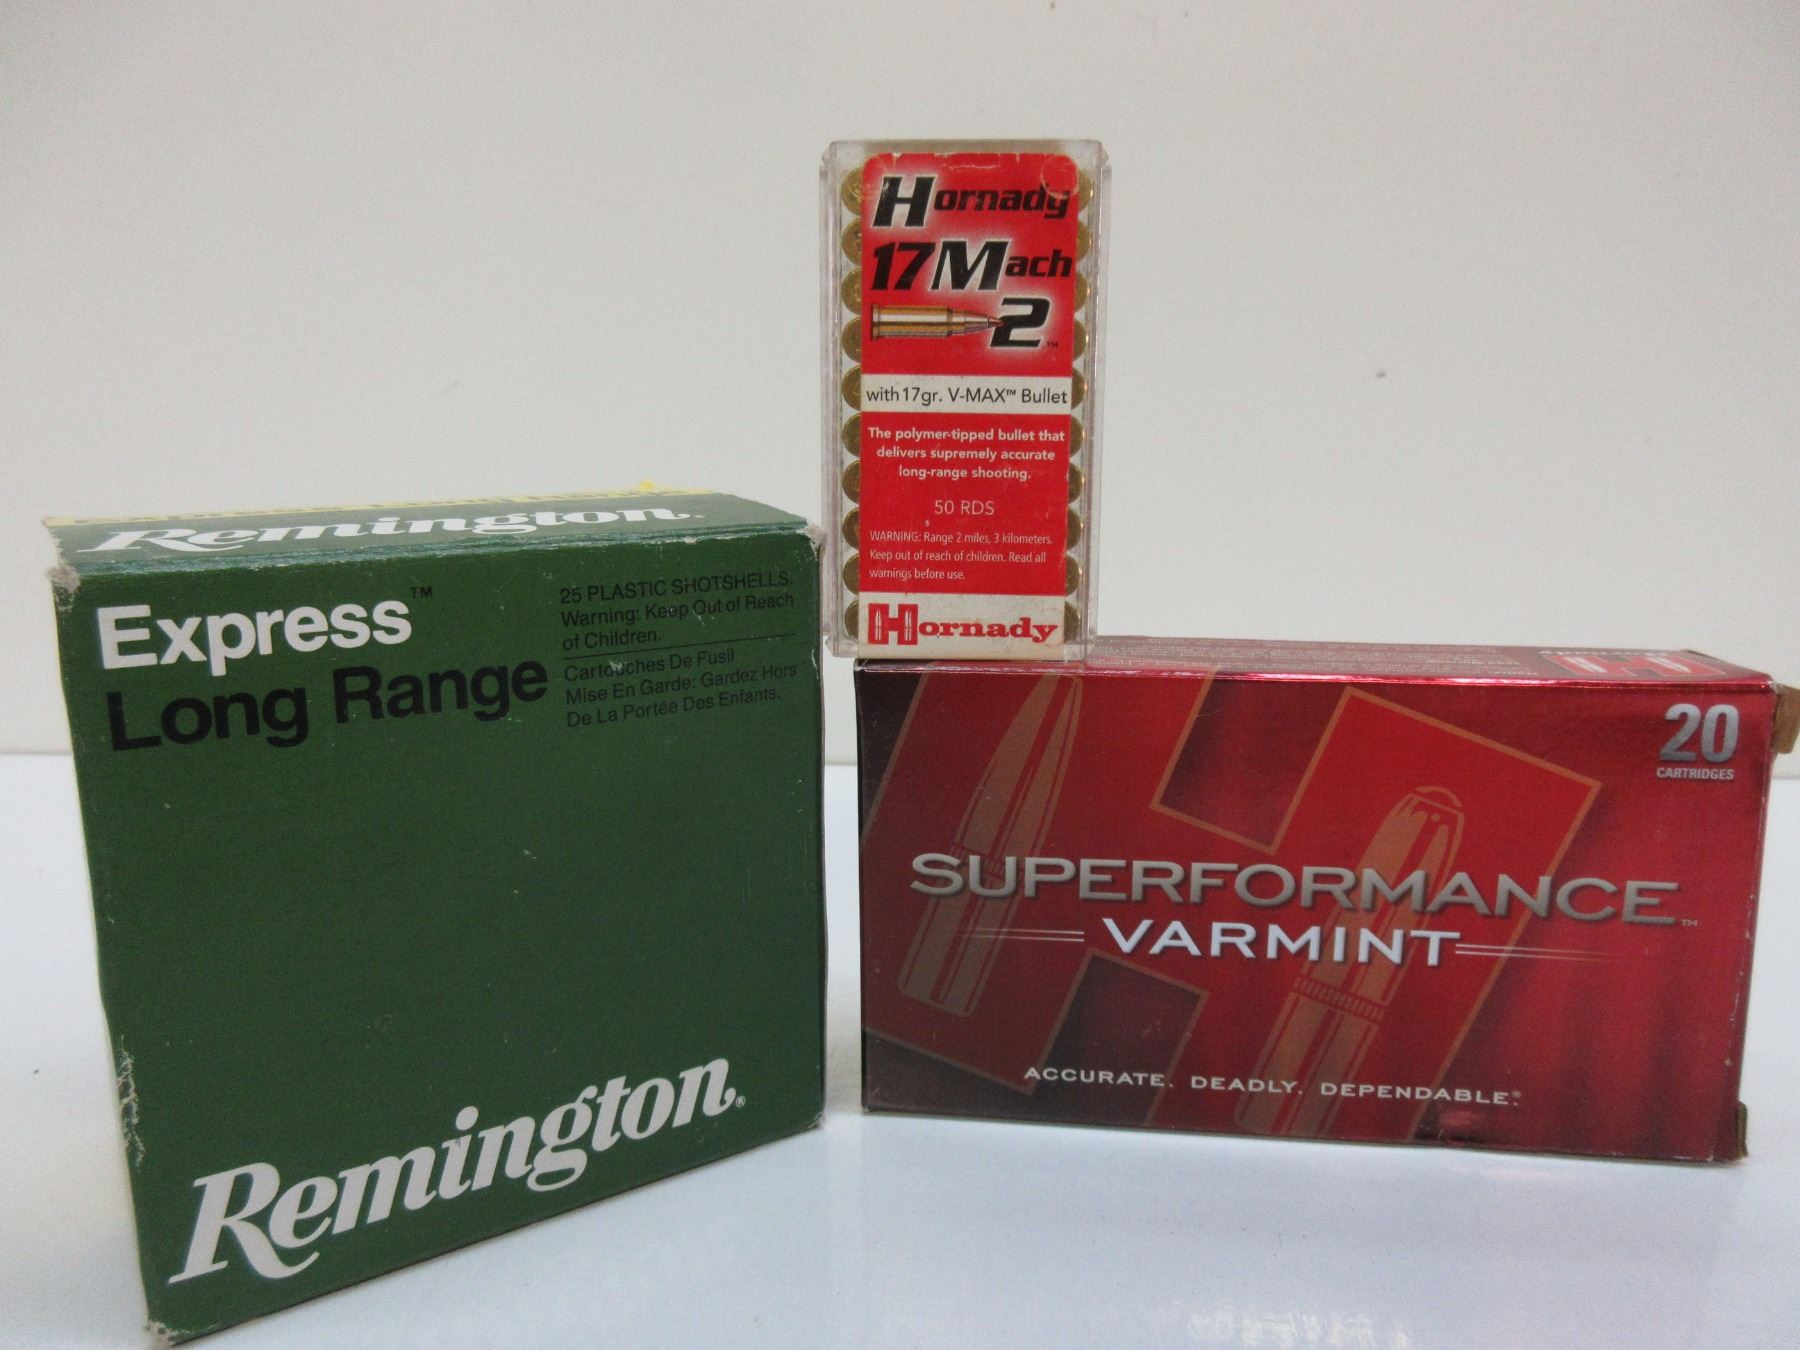 Remington.
Express™
Long Range
25 PLASTIC SHOTSHELLS.
Warning: Keep Out of Reach
of Children.
Cartouches De Fusil
Mise En Garde: Gardez Hors
De La Portée Des Enfants.
Remington®
Hornady
17Mach
2™
with 17gr. V-MAX™ Bullet
The polymer-tipped bullet that
delivers supremely accurate
long-range shooting.
50 RDS
WARNING: Range 2 miles, 3 kilometers.
Keep out of reach of children. Read all
warnings before use.
Hornady
20
CARTRIDGES
SUPERFORMANCE™
VARMINT
ACCURATE. DEADLY. DEPENDABLE.®